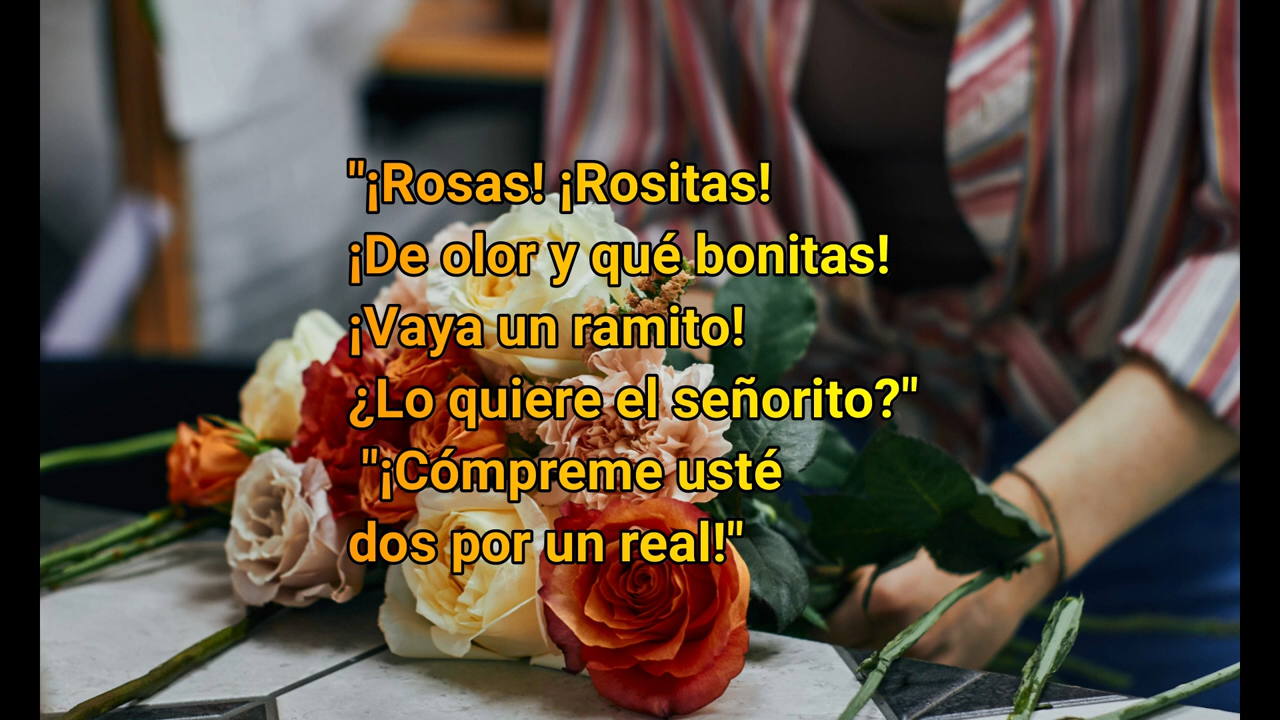 "¡Rosas! ¡Rositas!
¡De olor y qué bonitas!
¡Vaya un ramito!
¿Lo quiere el señorito?"
"¡Cómpreme usté
dos por un real!"